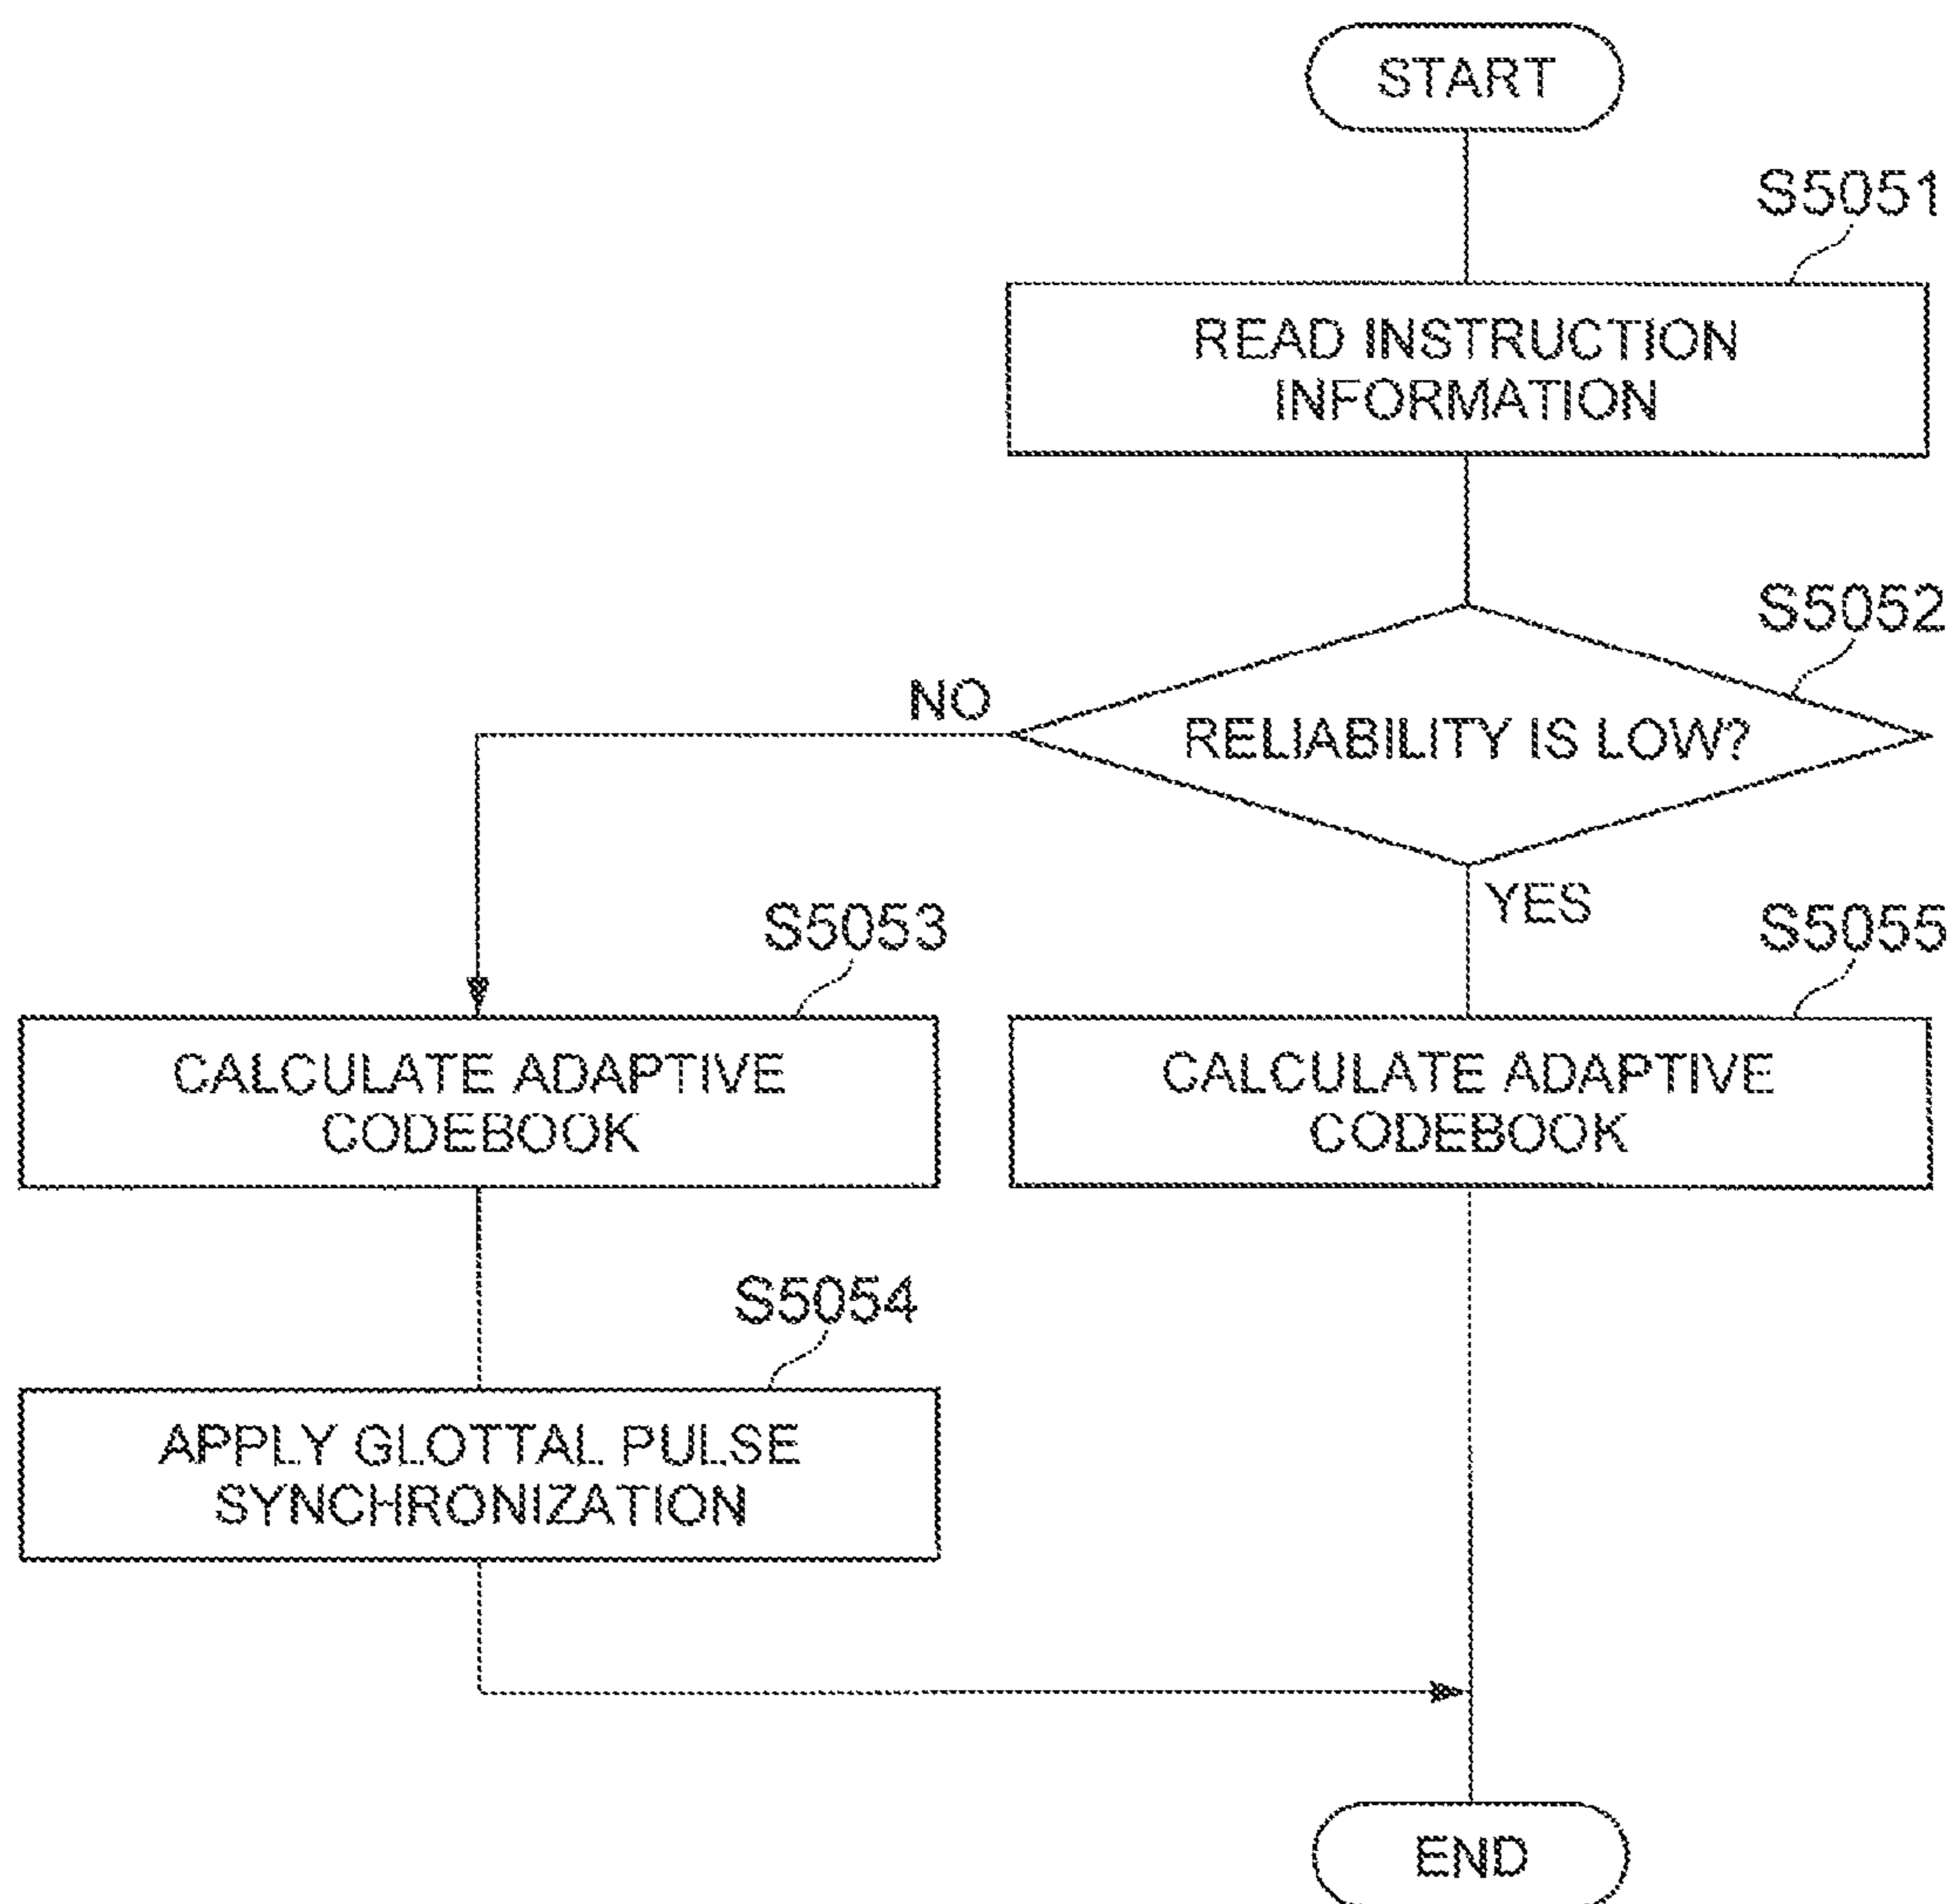 START
S5051
READ INSTRUCTION
INFORMATION
S5052
NO
RELIABILITY IS LOW?
YES
S5053
S5055
CALCULATE ADAPTIVE
CODEBOOK
CALCULATE ADAPTIVE
CODEBOOK
S5054
APPLY GLOTTAL PULSE
SYNCHRONIZATION
END